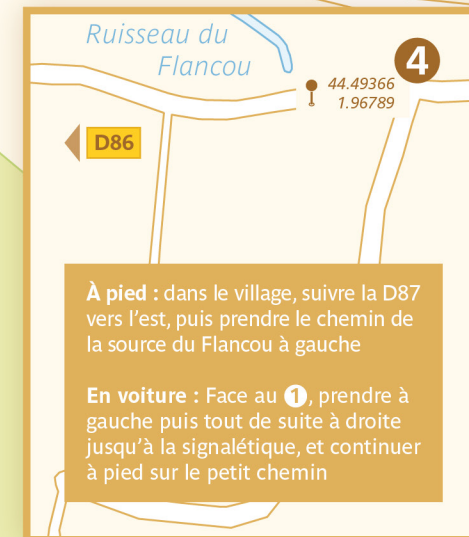 Ruisseau du
Flancou
4
44.49366
1.96789
D86
À pied : dans le village, suivre la D87
vers l’est, puis prendre le chemin de
la source du Flancou à gauche
En voiture : Face au 1, prendre à
gauche puis tout de suite à droite
jusqu’à la signalétique, et continuer
à pied sur le petit chemin